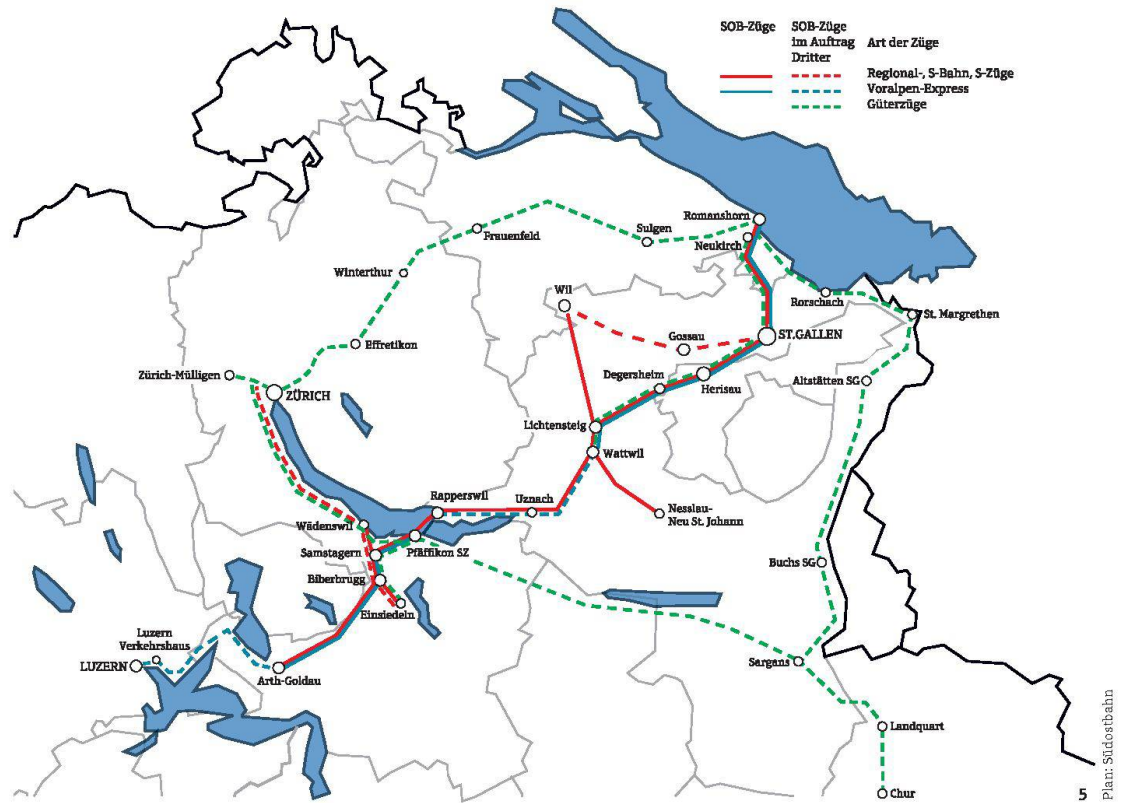 SOB-Züge
SOB-Züge
im Auftrag
Dritter
Art der Züge
Regional-, S-Bahn, S-Züge
Voralpen-Express
Güterzüge
Romanshorn
Neukirch
Sulgen
Frauenfeld
Winterthur
Wil
Rorschach
St. Margrethen
Gossau
ST.GALLEN
Effretikon
Zürich-Mülligen
ZÜRICH
Degersheim
Herisau
Altstätten SG
Lichtensteig
Wattwil
Rapperswil
Uznach
Nesslau-
Neu St. Johann
Wädenswil
Pfäffikon SZ
Samstagern
Biberbrugg
Einsiedeln
Buchs SG
Luzern
Verkehrshaus
LUZERN
Arth-Goldau
Sargans
Landquart
Chur
5
Plan: Südostbahn